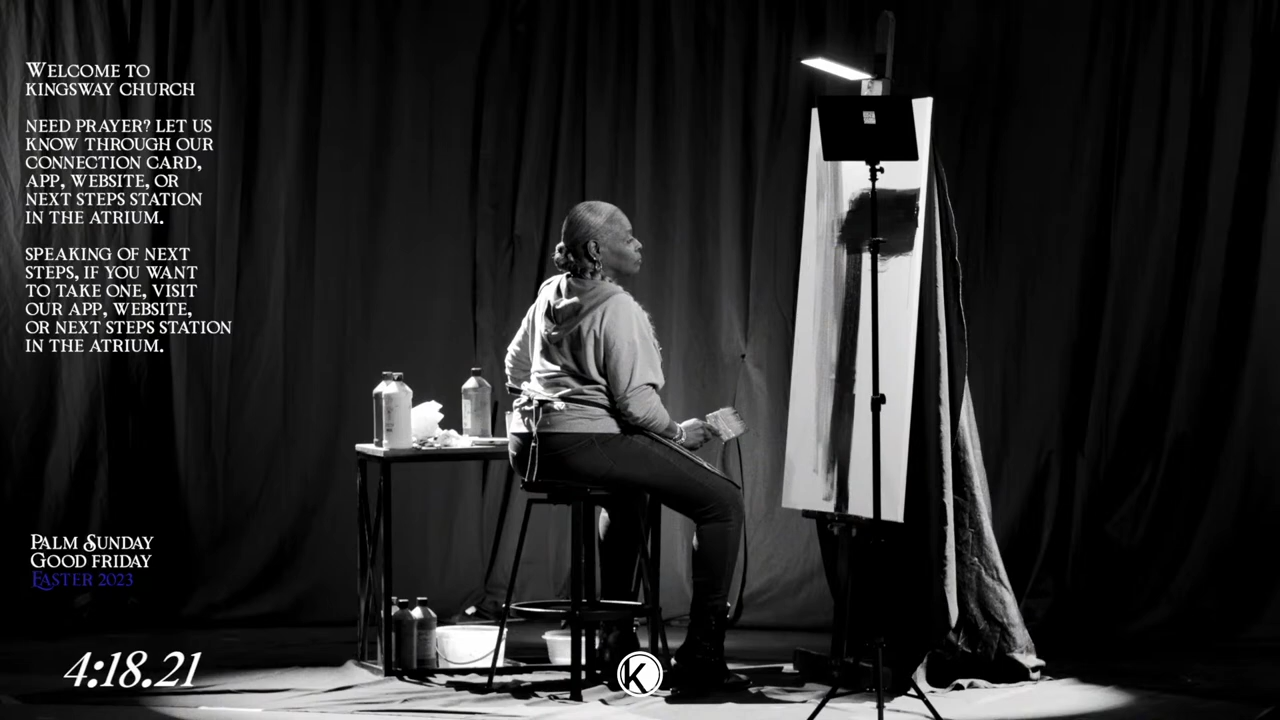 WELCOME TO
KINGSWAY CHURCH
NEED PRAYER? LET US
KNOW THROUGH OUR
CONNECTION CARD,
APP, WEBSITE, OR
NEXT STEPS STATION
IN THE ATRIUM.
SPEAKING OF NEXT
STEPS, IF YOU WANT
TO TAKE ONE, VISIT
OUR APP, WEBSITE,
OR NEXT STEPS STATION
IN THE ATRIUM.
PALM SUNDAY
GOOD FRIDAY
EASTER 2023
4:18.21
K